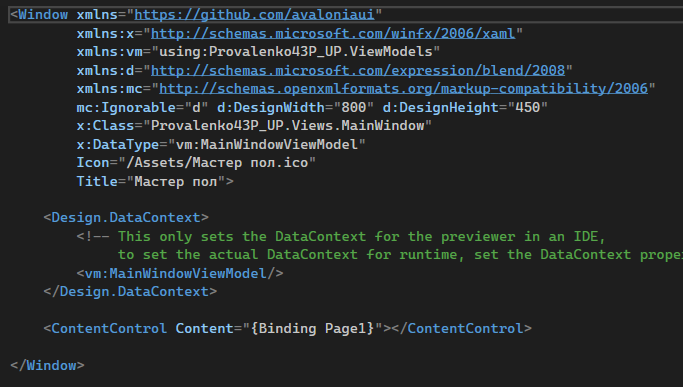 <Window xmlns="https://github.com/avaloniaui"
xmlns:x="http://schemas.microsoft.com/winfx/2006/xaml"
xmlns:vm="using:Provalenko43P_UP.ViewModels"
xmlns:d="http://schemas.microsoft.com/expression/blend/2008"
xmlns:mc="http://schemas.openxmlformats.org/markup-compatibility/2006"
mc:Ignorable="d" d:DesignWidth="800" d:DesignHeight="450"
x:Class="Provalenko43P_UP.Views.MainWindow"
x:DataType="vm:MainWindowViewModel"
Icon="/Assets/Мастер пол.ico"
Title="Мастер пол">
<Design.DataContext>
<!-- This only sets the DataContext for the previewer in an IDE,
to set the actual DataContext for runtime, set the DataContext prope
<vm:MainWindowViewModel/>
</Design.DataContext>
<ContentControl Content="{Binding Page1}"></ContentControl>
</Window>